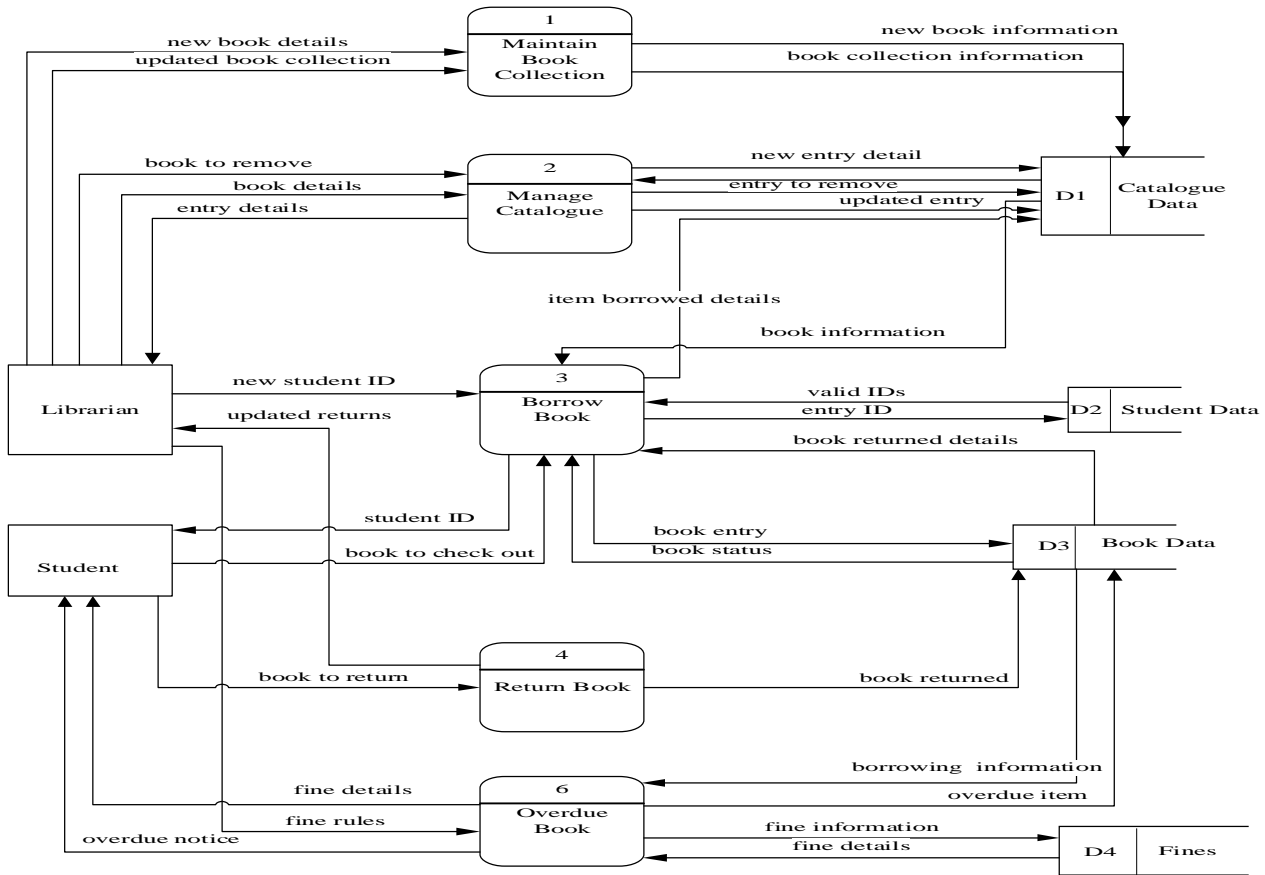 1
new book details
Maintain
Book
Collection
new book information
updated book collection
book collection information
book to remove
2
new entry detail
book details
Manage
Catalogue
entry to remove
D1
Catalogue
Data
entry details
updated entry
item borrowed details
book information
Librarian
new student ID
3
Borrow
Book
valid IDs
D2
Student Data
updated returns
entry ID
book returned details
student ID
Student
book to check out
book entry
book status
D3
Book Data
4
book to return
Return Book
book returned
borrowing information
fine details
6
Overdue
Book
overdue item
fine rules
fine information
overdue notice
fine details
D4
Fines